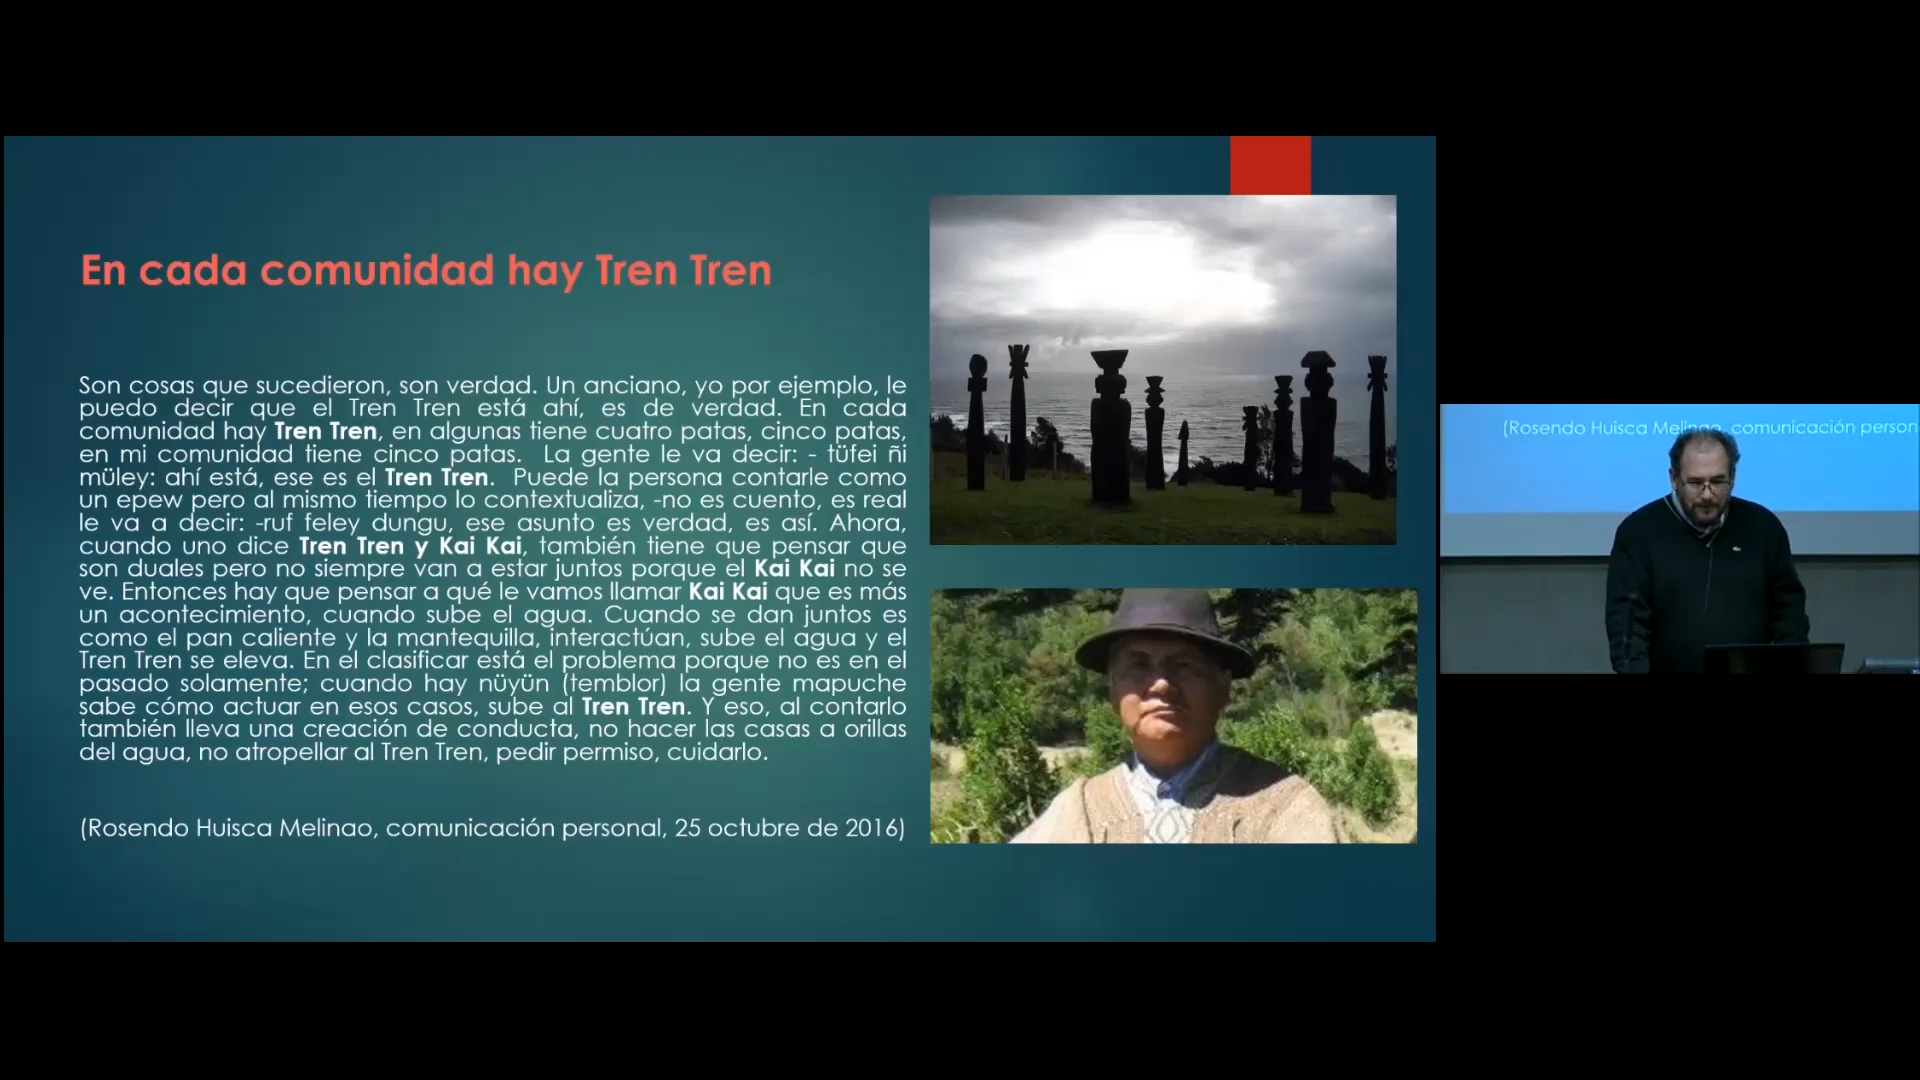 En cada comunidad hay Tren Tren
Son cosas que sucedieron, son verdad. Un anciano, yo por ejemplo, le
puedo decir que el Tren Tren está ahí, es de verdad. En cada
comunidad hay Tren Tren, en algunas tiene cuatro patas, cinco patas,
en mi comunidad tiene cinco patas. La gente le va decir: - tüfei ñi
müley: ahí está, ese es el Tren Tren. Puede la persona contarle como
un epew pero al mismo tiempo lo contextualiza, -no es cuento, es real
le va a decir: -ruf feley dungu, ese asunto es verdad, es así. Ahora,
cuando uno dice Tren Tren y Kai Kai, también tiene que pensar que
son duales pero no siempre van a estar juntos porque el Kai Kai no se
ve. Entonces hay que pensar a qué le vamos llamar Kai Kai que es más
un acontecimiento, cuando sube el agua. Cuando se dan juntos es
como el pan caliente y la mantequilla, interactúan, sube el agua y el
Tren Tren se eleva. En el clasificar está el problema porque no es en el
pasado solamente; cuando hay nüyün (temblor) la gente mapuche
sabe cómo actuar en esos casos, sube al Tren Tren. Y eso, al contarlo
también lleva una creación de conducta, no hacer las casas a orillas
del agua, no atropellar al Tren Tren, pedir permiso, cuidarlo.
(Rosendo Huisca Melinao, comunicación personal, 25 octubre de 2016)
(Rosendo Huisca Melinao, comunicación person